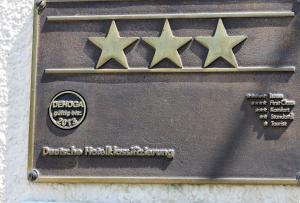 DEHOGA
gültig bis:
2013
First Class
Komfort
Standard
Tourist
Deutsche Hotelklassifizierung